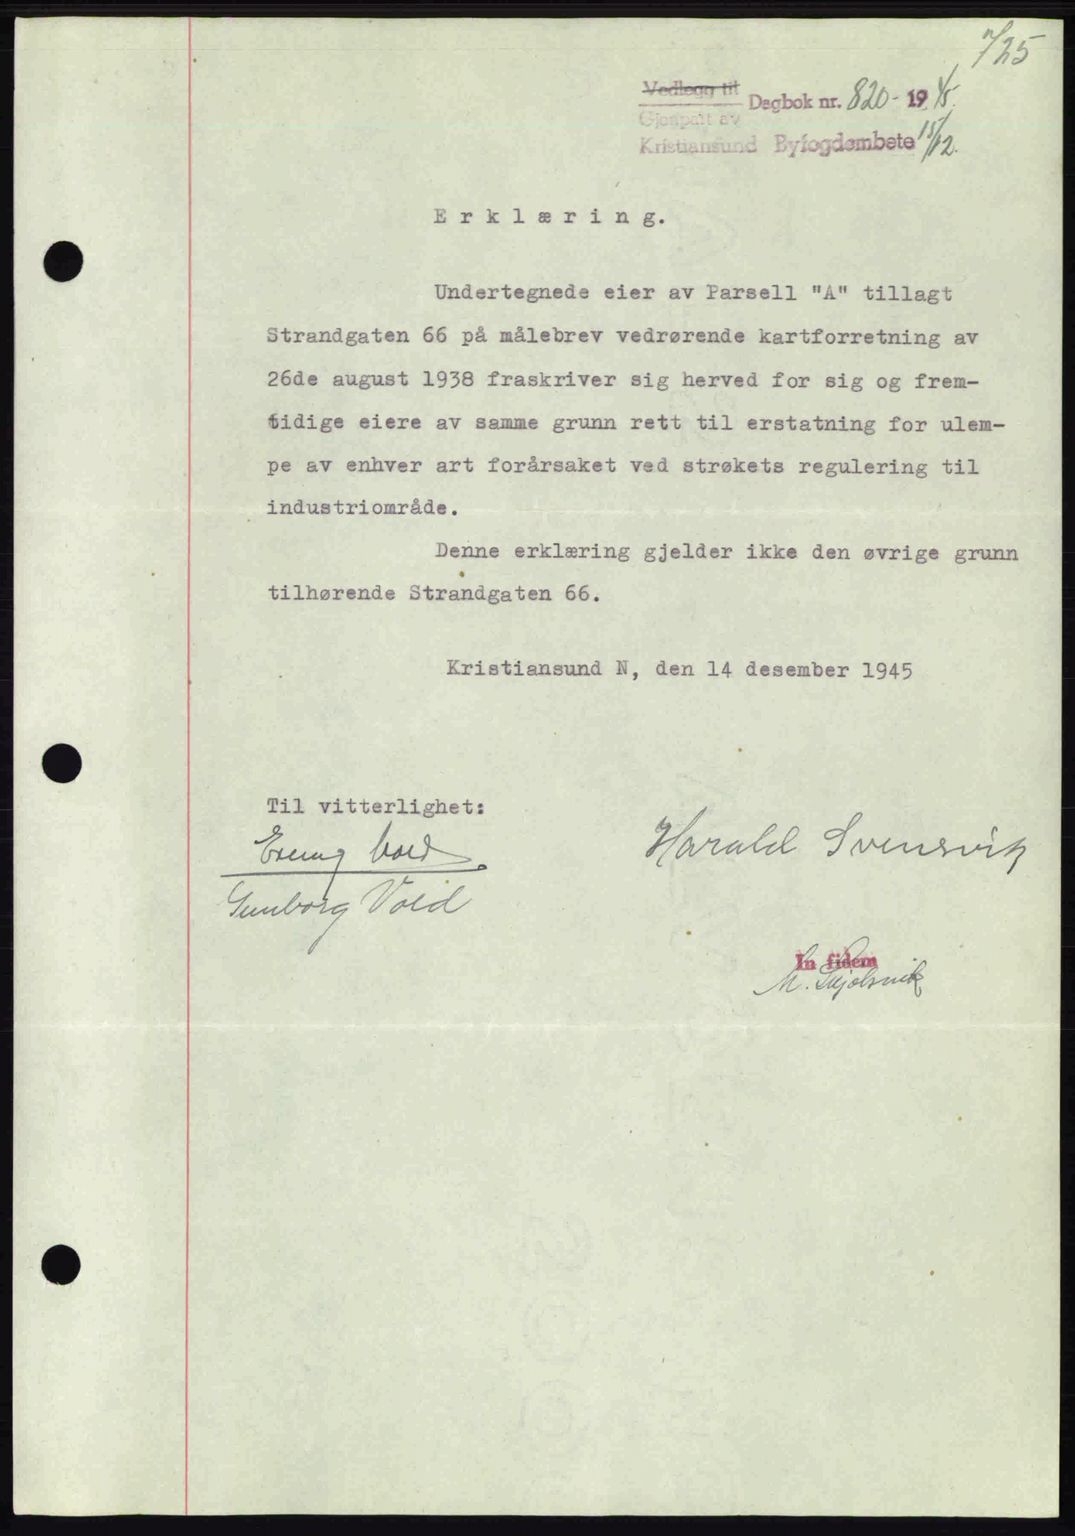 7/25
Vedlegg til
Dagbok nr. 820 - 1945
Gjenpalt av
Kristiansund Byfogdembete 15/12.
Erklæring.
Undertegnede eier av Parsell "A" tillagt
Strandgaten 66 på målebrev vedrørende kartforretning av
26de august 1938 fraskriver sig herved for sig og frem-
tidige eiere av samme grunn rett til erstatning for ulem-
pe av enhver art forårsaket ved strøkets regulering til
industriområde.
Denne erklæring gjelder ikke den øvrige grunn
tilhørende Strandgaten 66.
Kristiansund N, den 14 desember 1945
Til vitterlighet:
Harald Svensvik
Gunborg Vold
In fidem